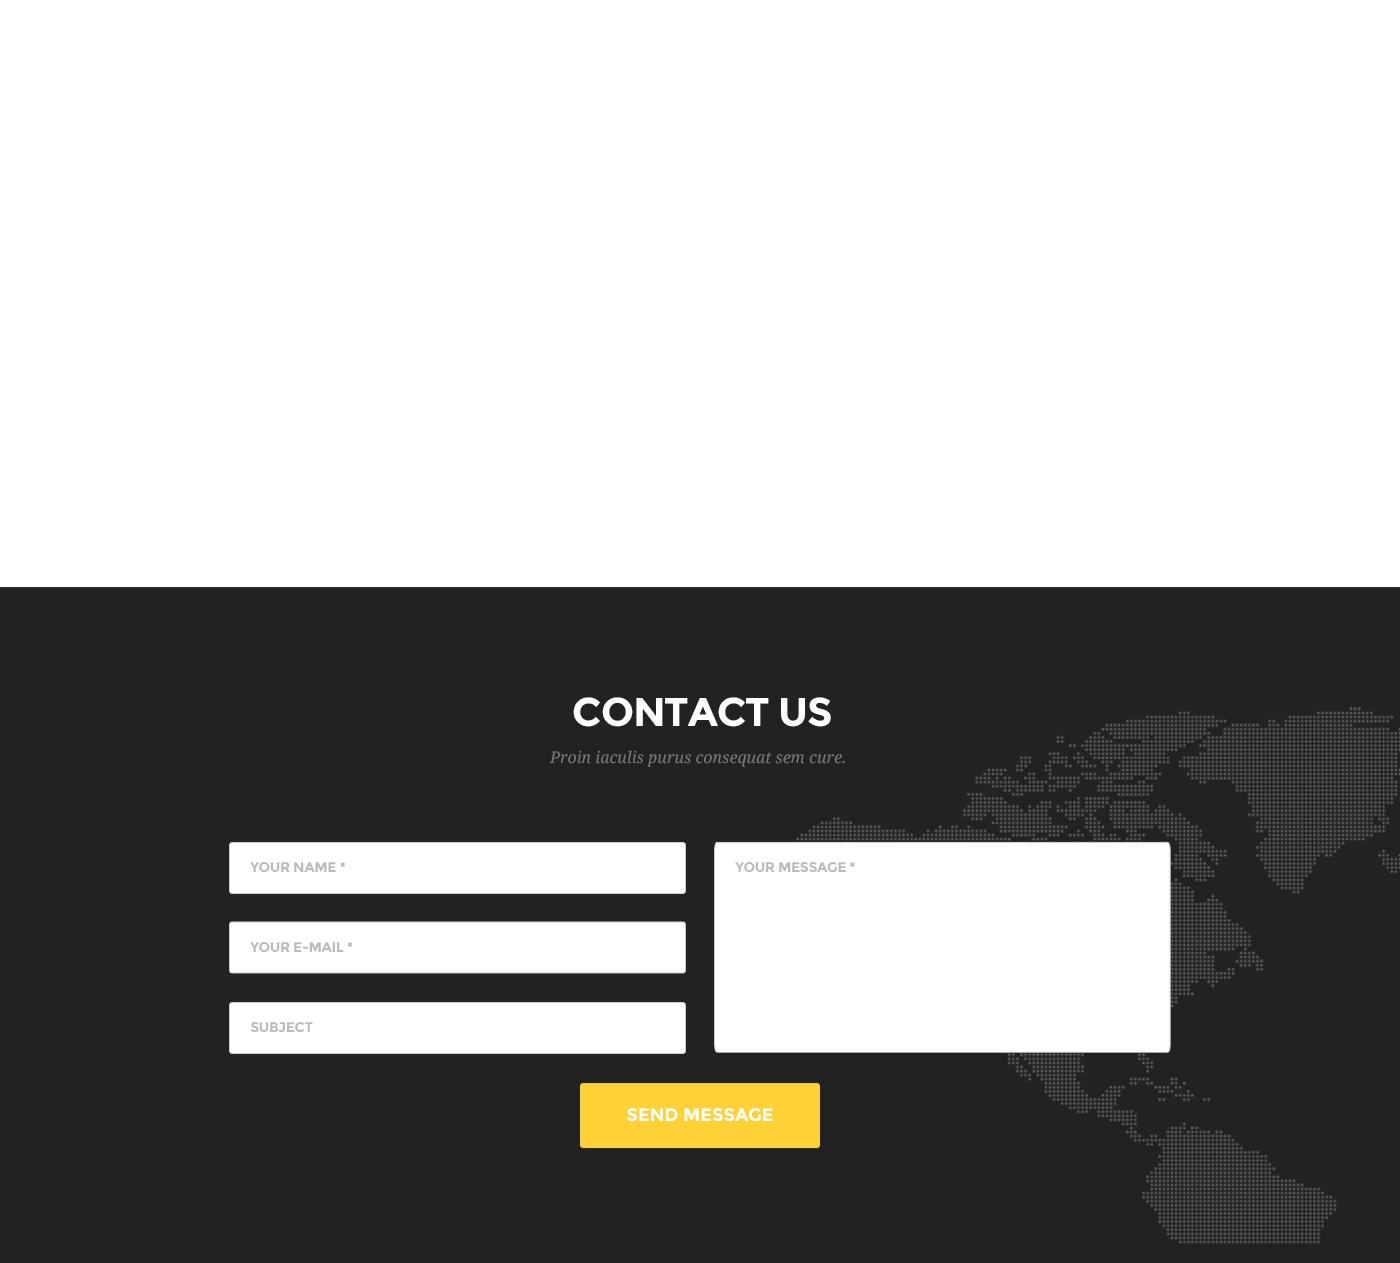 CONTACT US
Proin iaculis purus consequat sem cure.
YOUR NAME *
YOUR E-MAIL *
SUBJECT
YOUR MESSAGE *
SEND MESSAGE